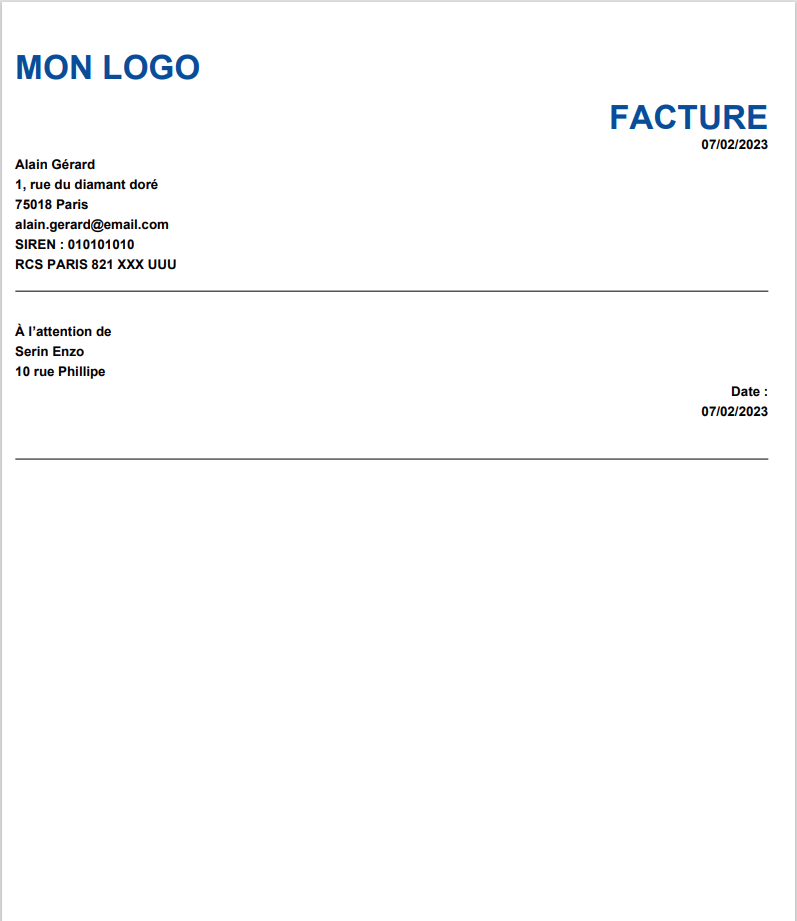 MON LOGO
FACTURE
07/02/2023
Alain Gérard
1, rue du diamant doré
75018 Paris
alain.gerard@email.com
SIREN : 010101010
RCS PARIS 821 XXX UUU
À l’attention de
Serin Enzo
10 rue Phillipe
Date :
07/02/2023